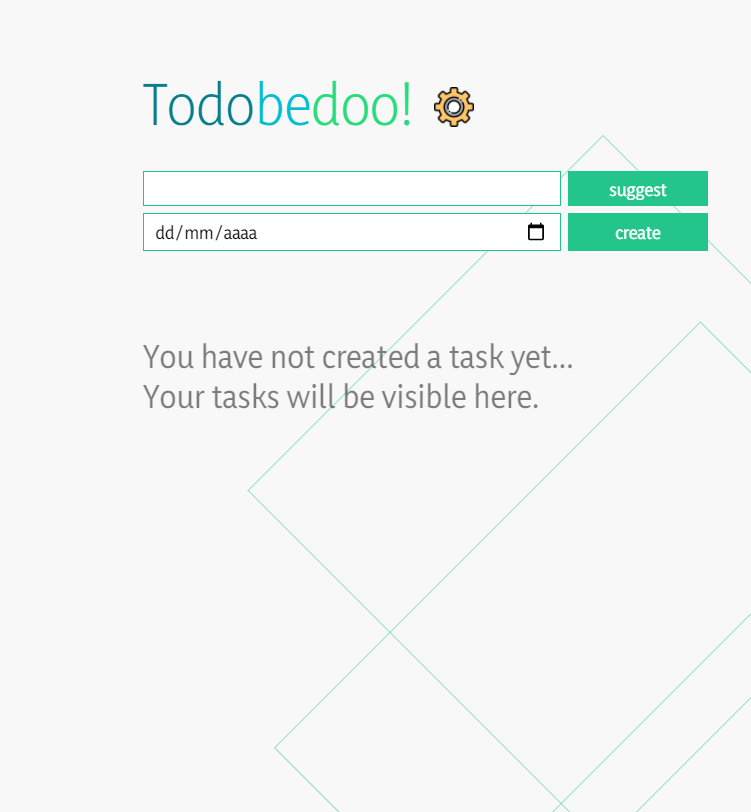 Todobedoo!
suggest
dd/mm/aaaa
create
You have not created a task yet...
Your tasks will be visible here.